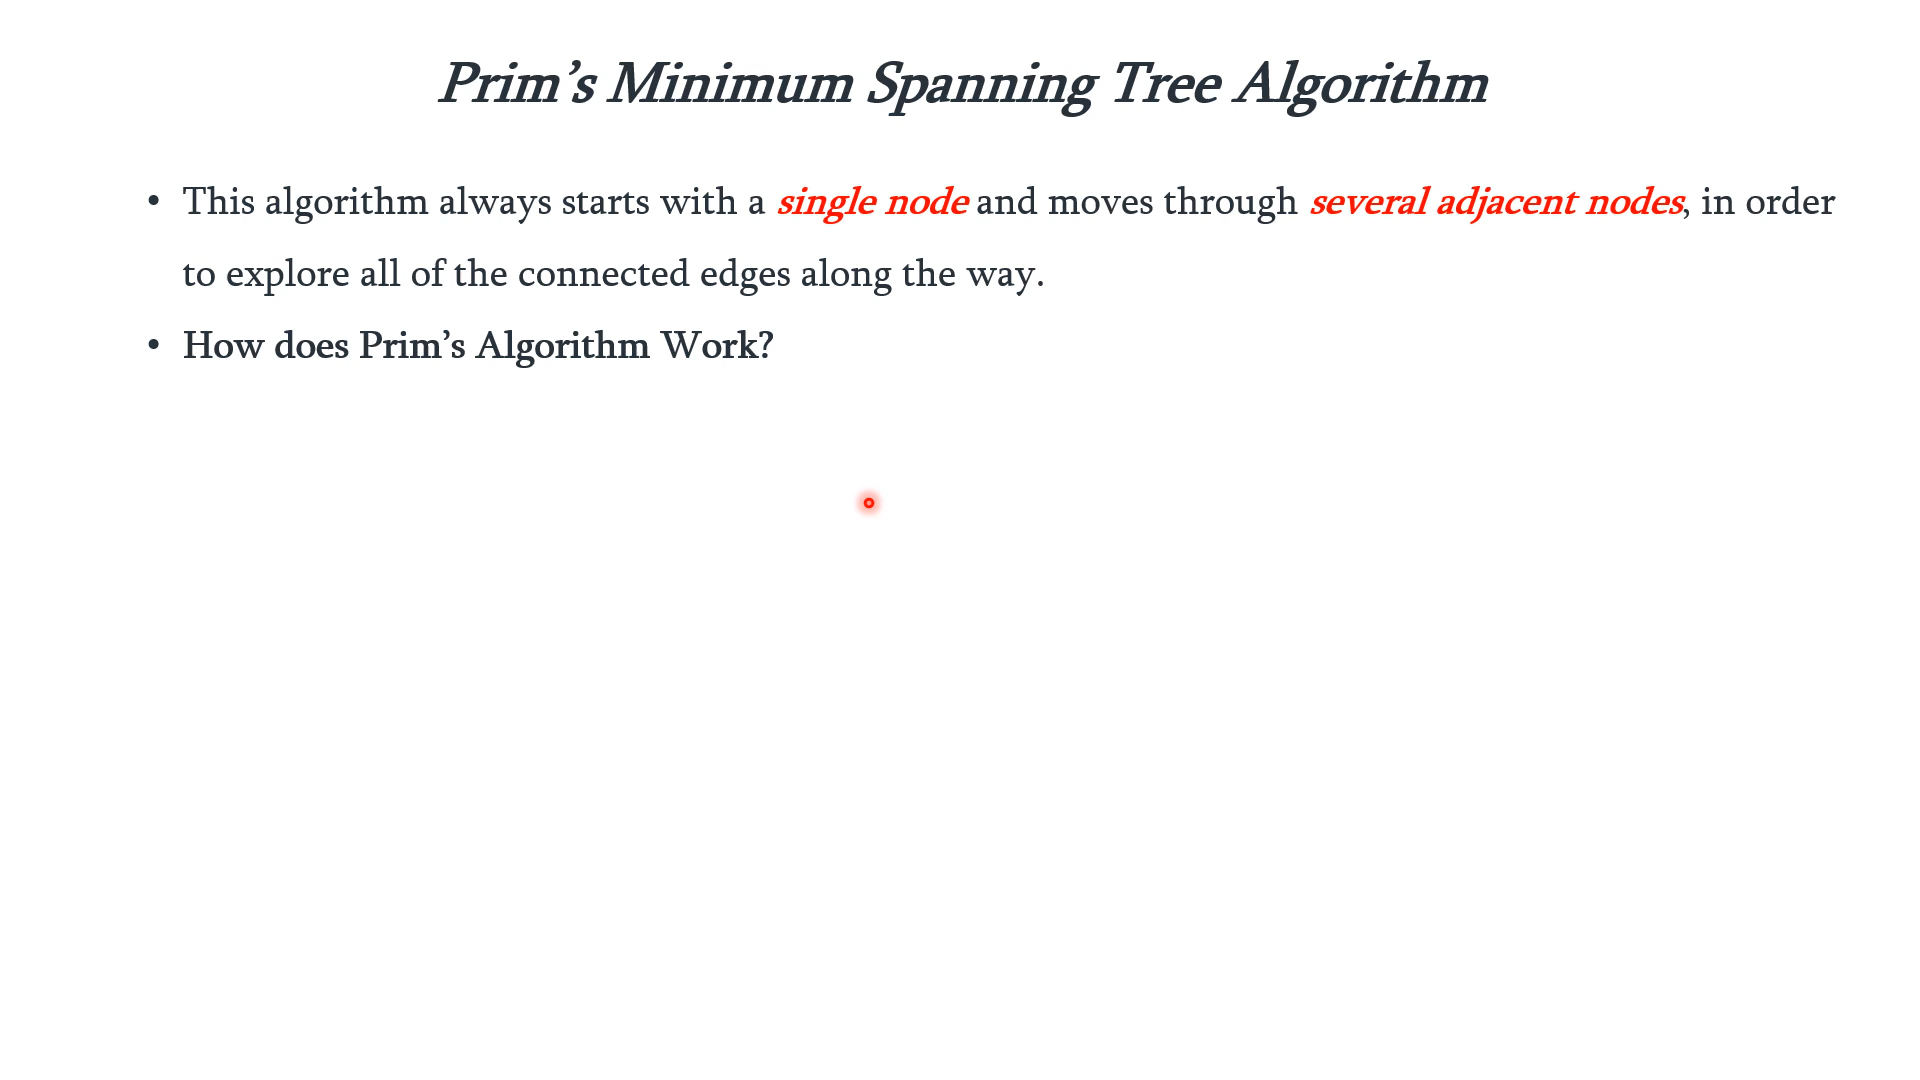 Prim’s Minimum Spanning Tree Algorithm
• This algorithm always starts with a single node and moves through several adjacent nodes, in order
to explore all of the connected edges along the way.
• How does Prim’s Algorithm Work?